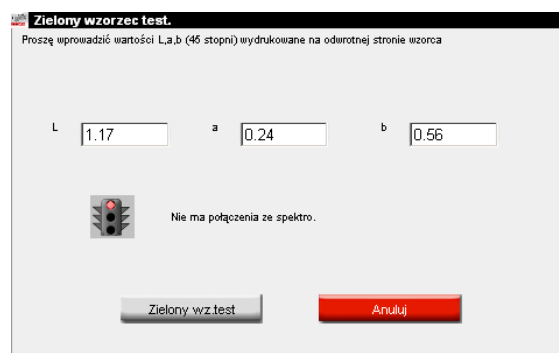 Zielony wzorzec test.
Proszę wprowadzić wartości L,a,b (45 stopni) wydrukowane na odwrotnej stronie wzorca
L 1.17 a 0.24 b 0.56
Nie ma połączenia ze spektro.
Zielony wz.test Anuluj